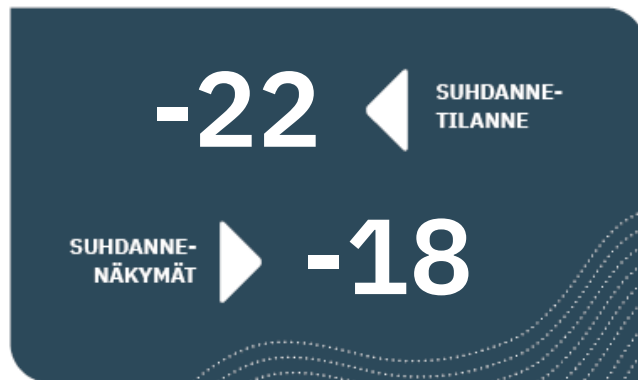 -22
SUHDANNE-
TILANNE
SUHDANNE-
NÄKYMÄT
-18